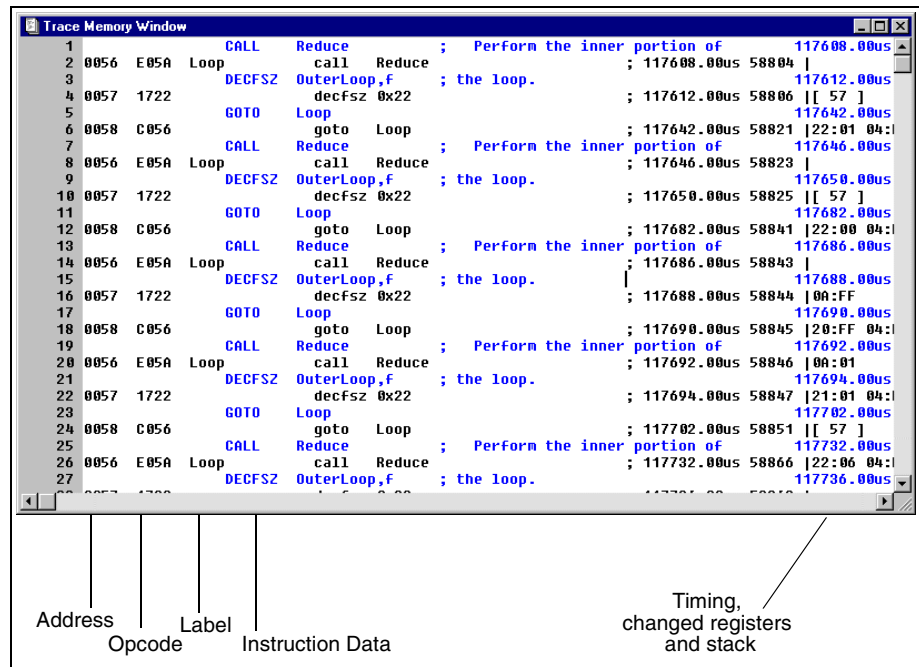 Trace Memory Window
1 CALL Reduce ; Perform the inner portion of 117608.00us
2 0056 E05A Loop call Reduce ; 117608.00us 58804 |
3 DECFSZ OuterLoop,f ; the loop. 117612.00us
4 0057 1722 decfsz 0x22 ; 117612.00us 58806 |[ 57 ]
5 GOTO Loop 117642.00us
6 0058 C056 goto Loop ; 117642.00us 58821 |22:01 04:
7 CALL Reduce ; Perform the inner portion of 117646.00us
8 0056 E05A Loop call Reduce ; 117646.00us 58823 |
9 DECFSZ OuterLoop,f ; the loop. 117650.00us
10 0057 1722 decfsz 0x22 ; 117650.00us 58825 |[ 57 ]
11 GOTO Loop 117682.00us
12 0058 C056 goto Loop ; 117682.00us 58841 |22:00 04:
13 CALL Reduce ; Perform the inner portion of 117686.00us
14 0056 E05A Loop call Reduce ; 117686.00us 58843 |
15 DECFSZ OuterLoop,f ; the loop. 117688.00us
16 0057 1722 decfsz 0x22 ; 117688.00us 58844 |0A:FF
17 GOTO Loop 117690.00us
18 0058 C056 goto Loop ; 117690.00us 58845 |20:FF 04:
19 CALL Reduce ; Perform the inner portion of 117692.00us
20 0056 E05A Loop call Reduce ; 117692.00us 58846 |0A:01
21 DECFSZ OuterLoop,f ; the loop. 117694.00us
22 0057 1722 decfsz 0x22 ; 117694.00us 58847 |21:01 04:
23 GOTO Loop 117702.00us
24 0058 C056 goto Loop ; 117702.00us 58851 |[ 57 ]
25 CALL Reduce ; Perform the inner portion of 117732.00us
26 0056 E05A Loop call Reduce ; 117732.00us 58866 |22:06 04:
27 DECFSZ OuterLoop,f ; the loop. 117736.00us
Address
Opcode
Label
Instruction Data
Timing,
changed registers
and stack